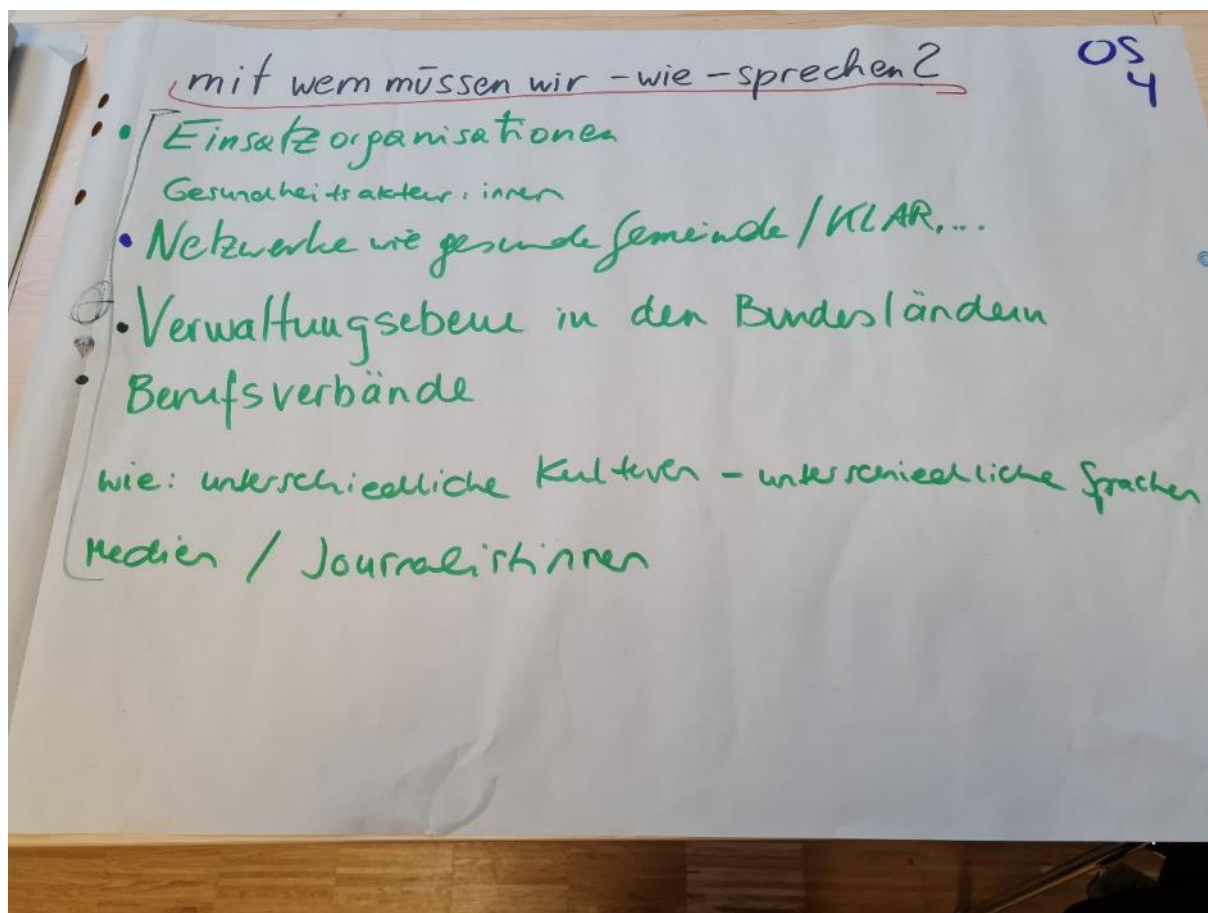 mit wem müssen wir - wie - sprechen?
OS
4
• Einsatzorganisationen
Gesundheitsakteur:innen
• Netzwerke wie gesunde Gemeinde / KLAR,...
• Verwaltungsebene in den Bundesländern
Berufsverbände
wie: unterschiedliche Kulturen - unterschiedliche Sprachen
Medien / Journalistinnen